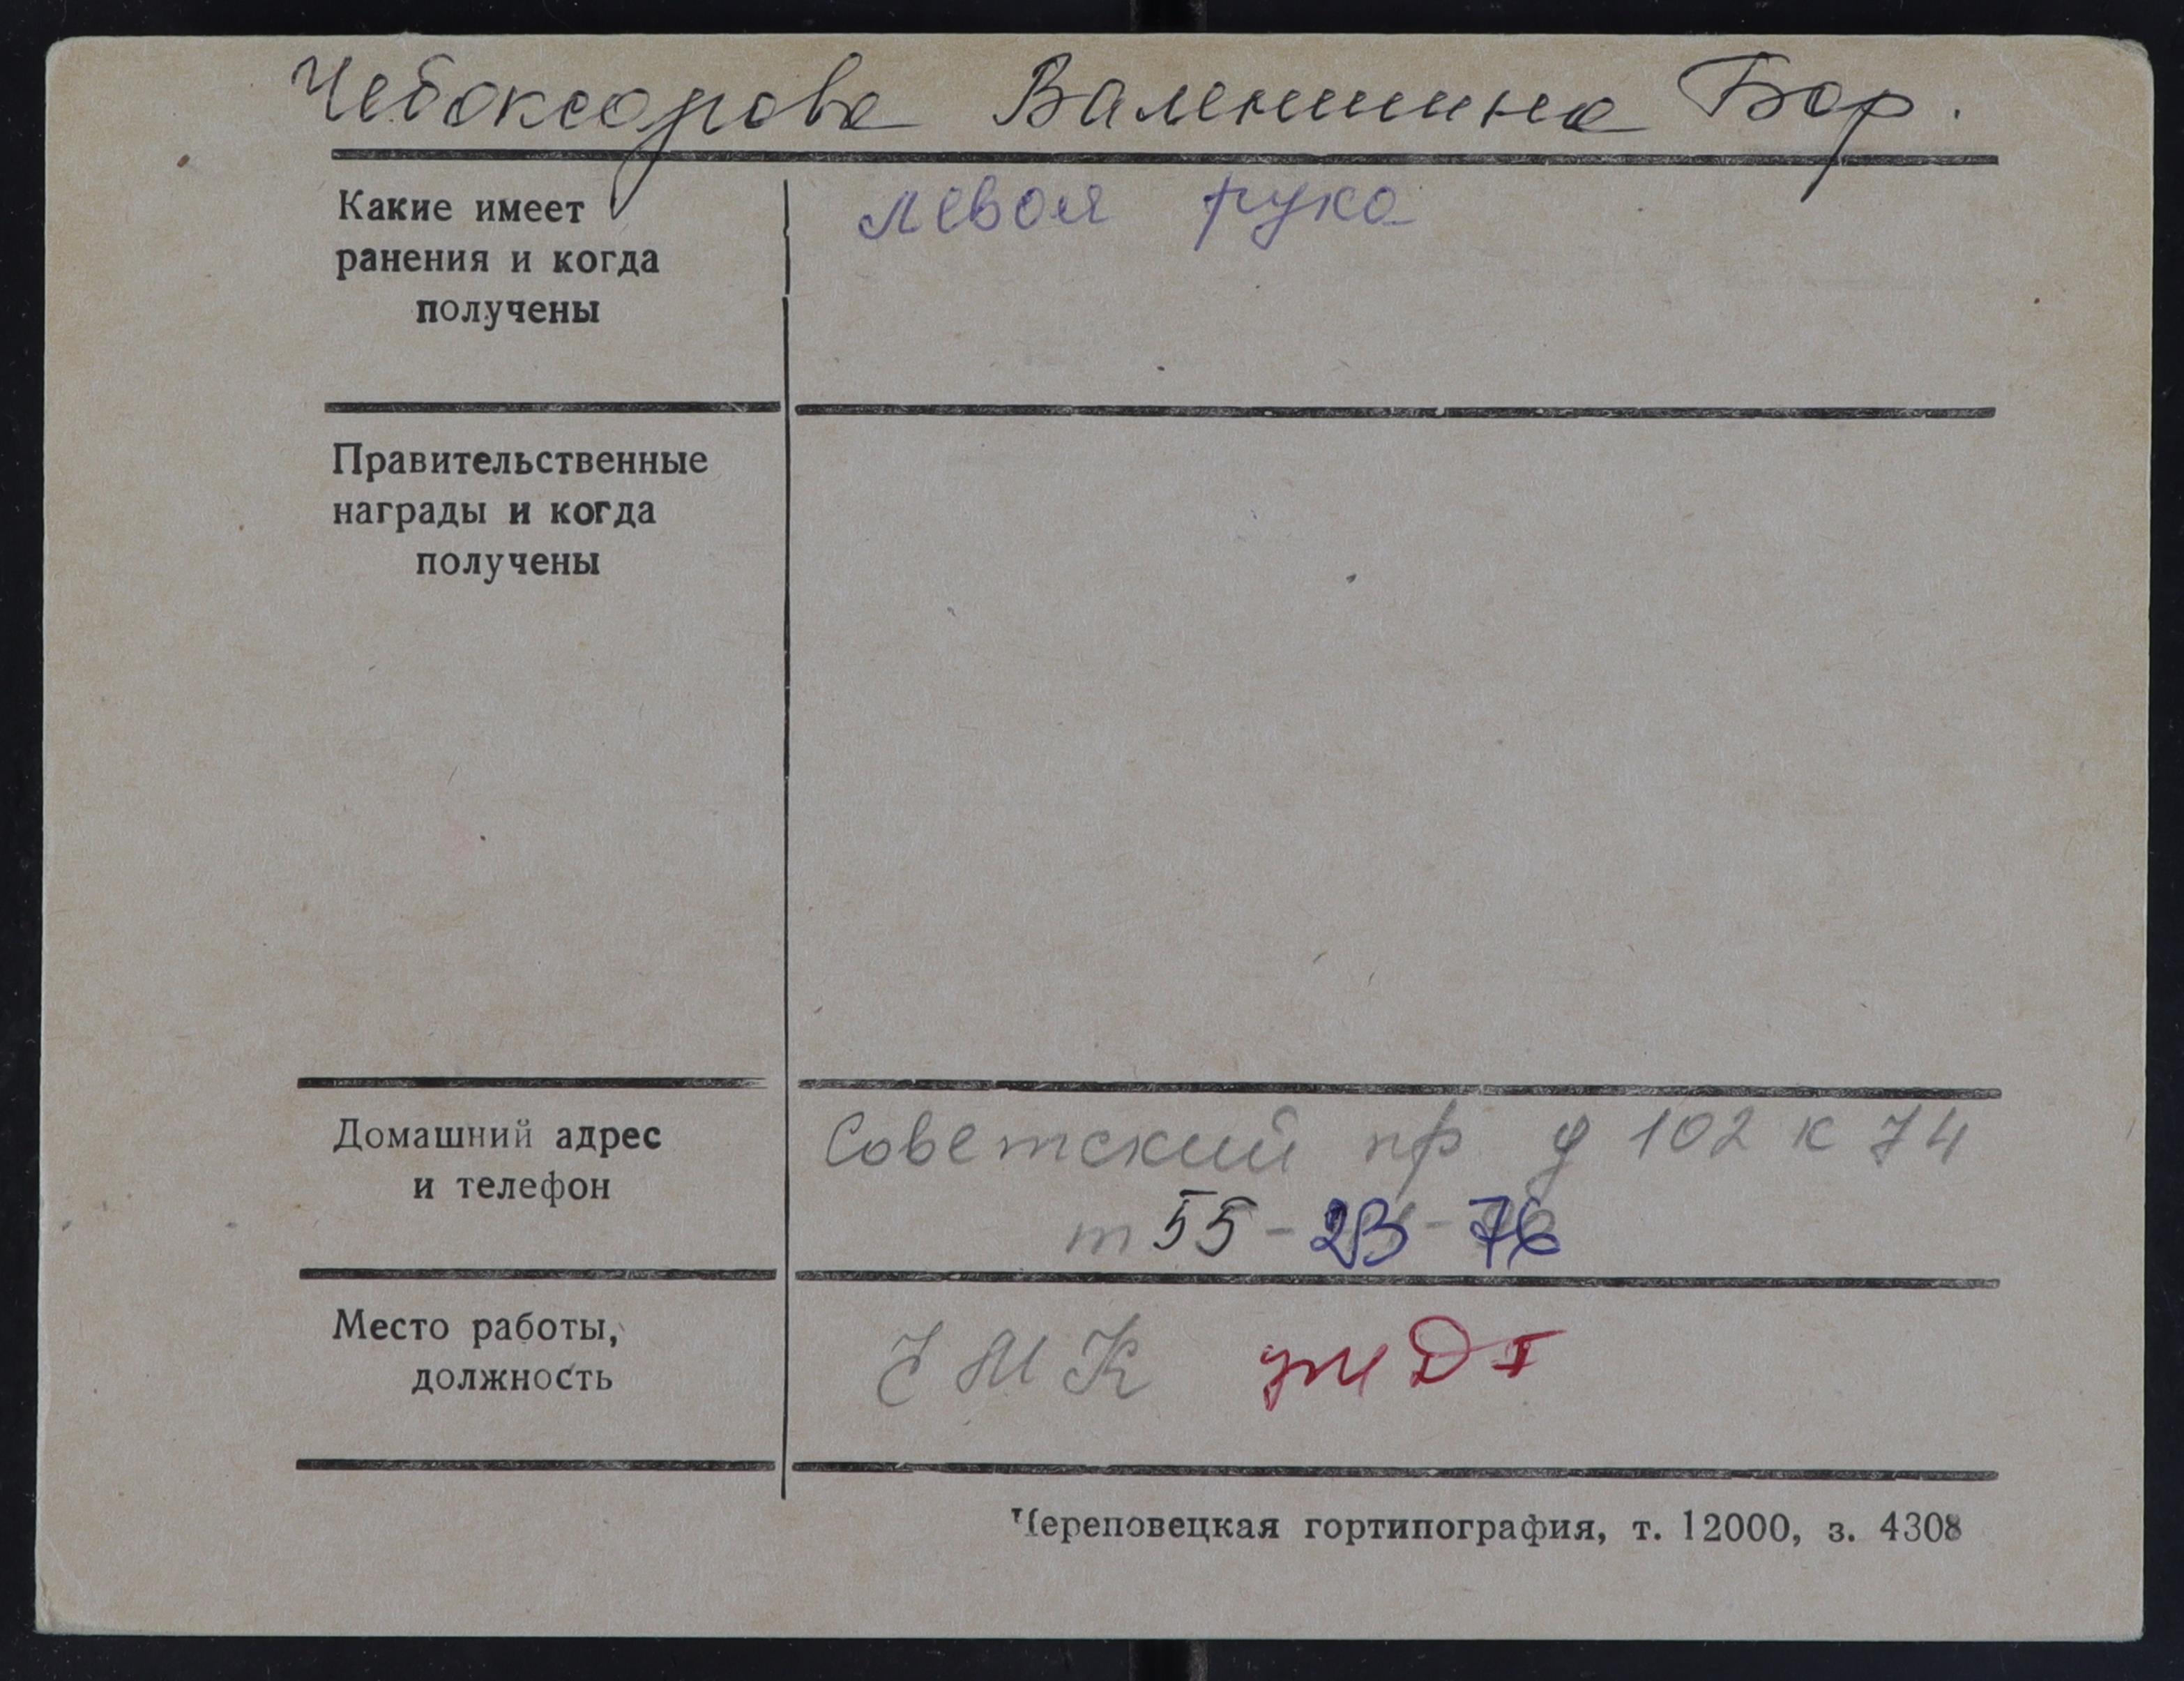 Чебоксарова Валентина Бор.
Какие имеет
ранения и когда
получены
левая рука
Правительственные
награды и когда
получены
Домашний адрес
и телефон
Советский пр д 102 к 74
т 55-23-76
Место работы,
должность
ЧМК
Череповецкая гортипография, т. 12000, з. 4308